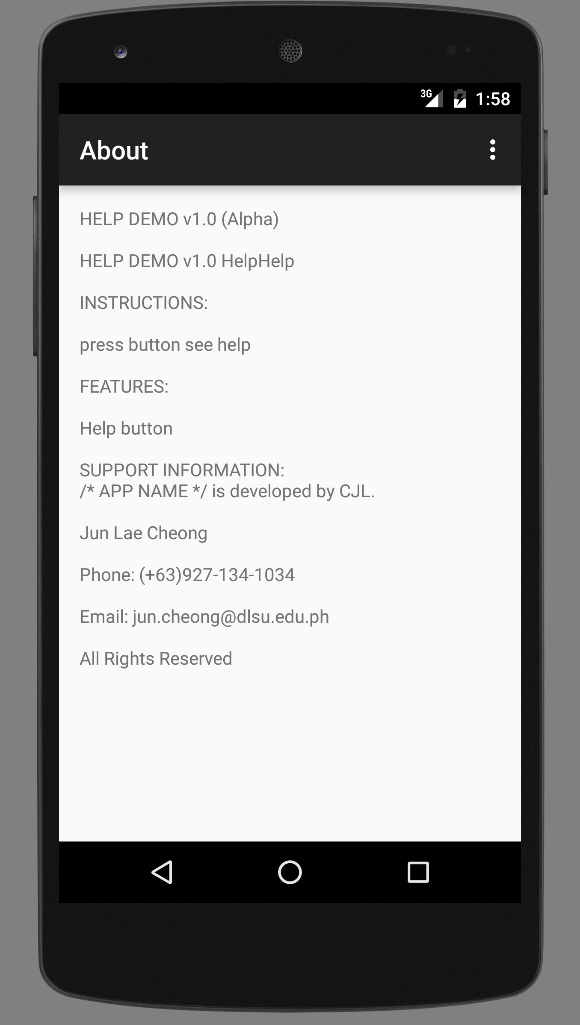 3G 1:58
About
HELP DEMO v1.0 (Alpha)
HELP DEMO v1.0 HelpHelp
INSTRUCTIONS:
press button see help
FEATURES:
Help button
SUPPORT INFORMATION:
/* APP NAME */ is developed by CJL.
Jun Lae Cheong
Phone: (+63)927-134-1034
Email: jun.cheong@dlsu.edu.ph
All Rights Reserved